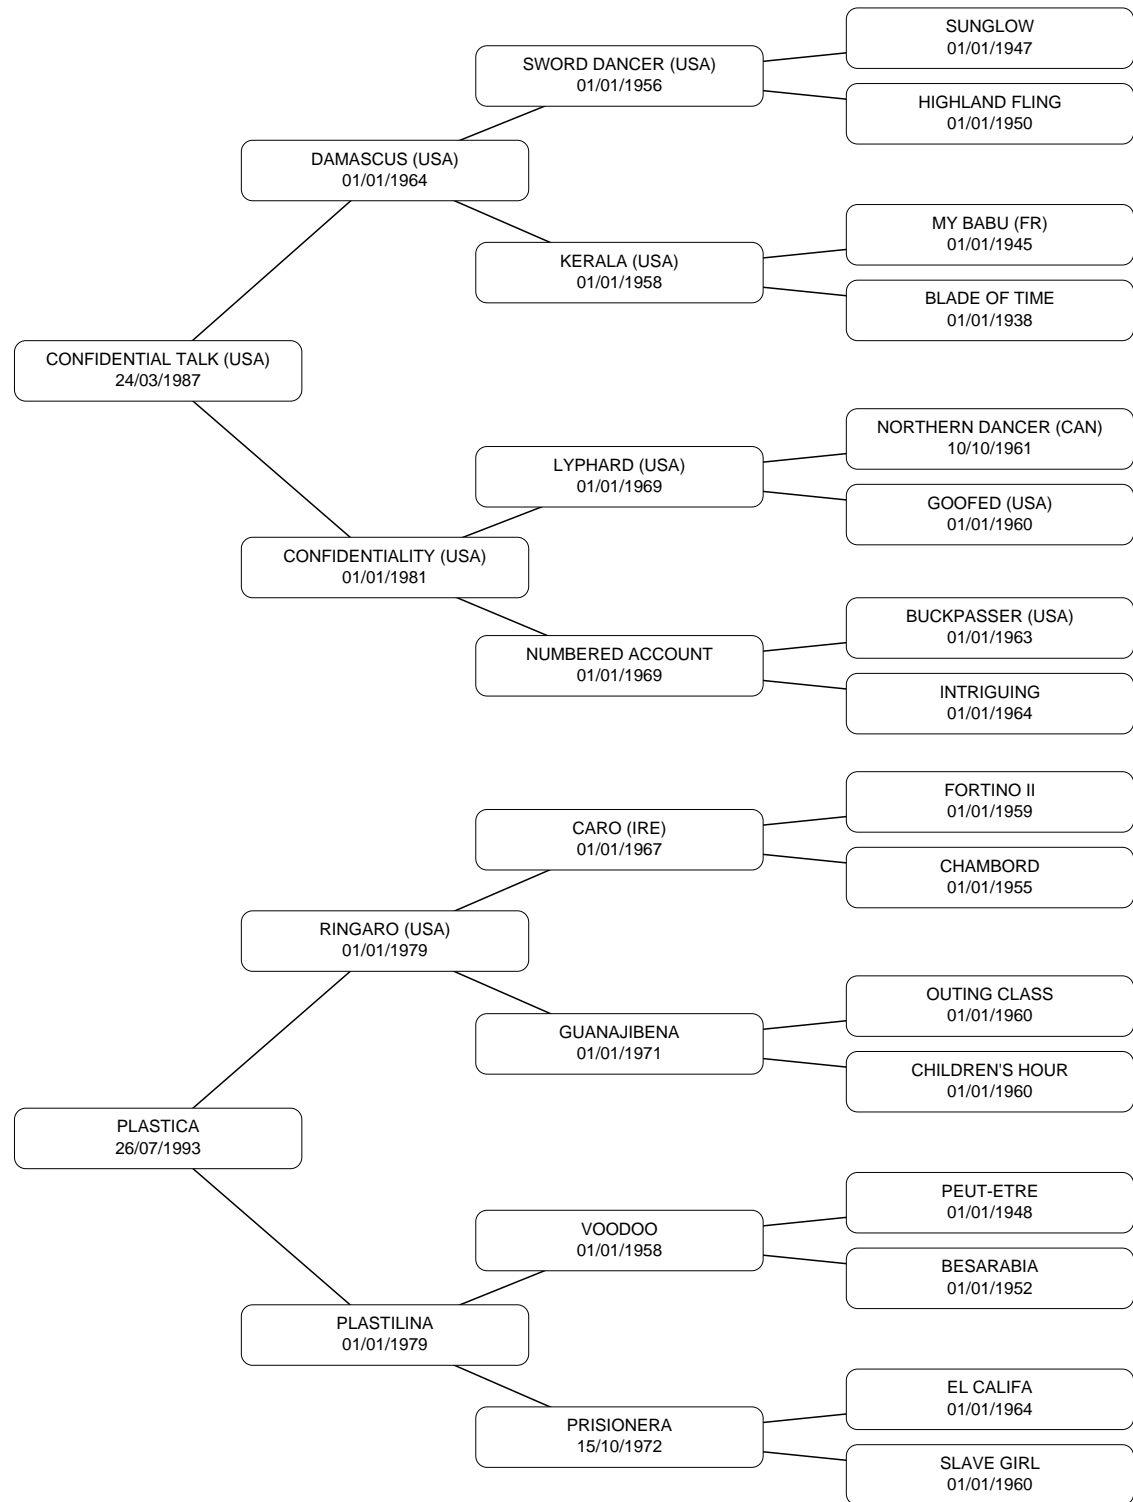 SUNGLOW
01/01/1947
SWORD DANCER (USA)
01/01/1956
HIGHLAND FLING
01/01/1950
DAMASCUS (USA)
01/01/1964
MY BABU (FR)
01/01/1945
KERALA (USA)
01/01/1958
BLADE OF TIME
01/01/1938
CONFIDENTIAL TALK (USA)
24/03/1987
NORTHERN DANCER (CAN)
10/10/1961
LYPHARD (USA)
01/01/1969
GOOFED (USA)
01/01/1960
CONFIDENTIALITY (USA)
01/01/1981
BUCKPASSER (USA)
01/01/1963
NUMBERED ACCOUNT
01/01/1969
INTRIGUING
01/01/1964
FORTINO II
01/01/1959
CARO (IRE)
01/01/1967
CHAMBORD
01/01/1955
RINGARO (USA)
01/01/1979
OUTING CLASS
01/01/1960
GUANAJIBENA
01/01/1971
CHILDREN'S HOUR
01/01/1960
PLASTICA
26/07/1993
PEUT-ETRE
01/01/1948
VOODOO
01/01/1958
BESARABIA
01/01/1952
PLASTILINA
01/01/1979
EL CALIFA
01/01/1964
PRISIONERA
15/10/1972
SLAVE GIRL
01/01/1960